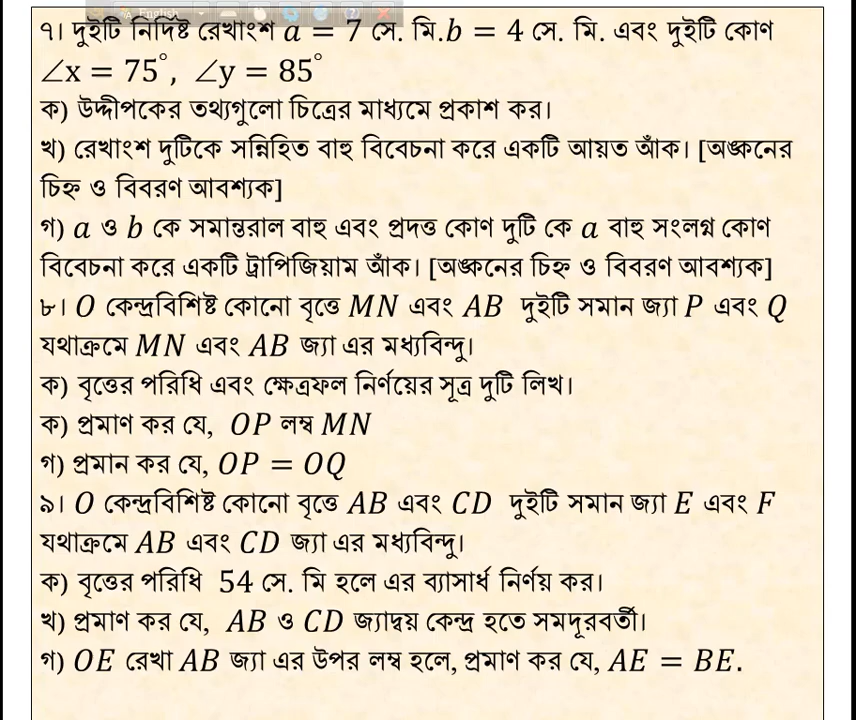 ৭। দুইটি নির্দিষ্ট রেখাংশ a = 7 সে. মি.b = 4 সে. মি. এবং দুইটি কোণ
∠x = 75°, ∠y = 85°
ক) উদ্দীপকের তথ্যগুলো চিত্রের মাধ্যমে প্রকাশ কর।
খ) রেখাংশ দুটিকে সন্নিহিত বাহু বিবেচনা করে একটি আয়ত আঁক। [অঙ্কনের
চিহ্ন ও বিবরণ আবশ্যক]
গ) a ও b কে সমান্তরাল বাহু এবং প্রদত্ত কোণ দুটি কে a বাহু সংলগ্ন কোণ
বিবেচনা করে একটি ট্রাপিজিয়াম আঁক। [অঙ্কনের চিহ্ন ও বিবরণ আবশ্যক]
৮। O কেন্দ্রবিশিষ্ট কোনো বৃত্তে MN এবং AB দুইটি সমান জ্যা P এবং Q
যথাক্রমে MN এবং AB জ্যা এর মধ্যবিন্দু।
ক) বৃত্তের পরিধি এবং ক্ষেত্রফল নির্ণয়ের সূত্র দুটি লিখ।
ক) প্রমাণ কর যে, OP লম্ব MN
গ) প্রমান কর যে, OP = OQ
৯। O কেন্দ্রবিশিষ্ট কোনো বৃত্তে AB এবং CD দুইটি সমান জ্যা E এবং F
যথাক্রমে AB এবং CD জ্যা এর মধ্যবিন্দু।
ক) বৃত্তের পরিধি 54 সে. মি হলে এর ব্যাসার্ধ নির্ণয় কর।
খ) প্রমাণ কর যে, AB ও CD জ্যাদ্বয় কেন্দ্র হতে সমদূরবর্তী।
গ) OE রেখা AB জ্যা এর উপর লম্ব হলে, প্রমাণ কর যে, AE = BE.